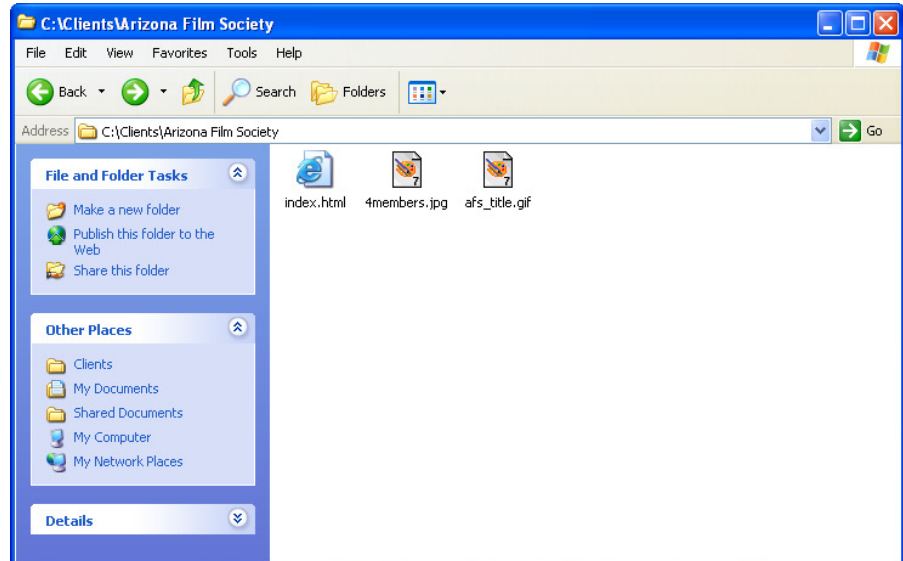 C:\Clients\Arizona Film Society
File Edit View Favorites Tools Help
Back Search Folders
Address C:\Clients\Arizona Film Society Go
File and Folder Tasks
Make a new folder
Publish this folder to the
Web
Share this folder
Other Places
Clients
My Documents
Shared Documents
My Computer
My Network Places
Details
7 7
index.html 4members.jpg afs_title.gif